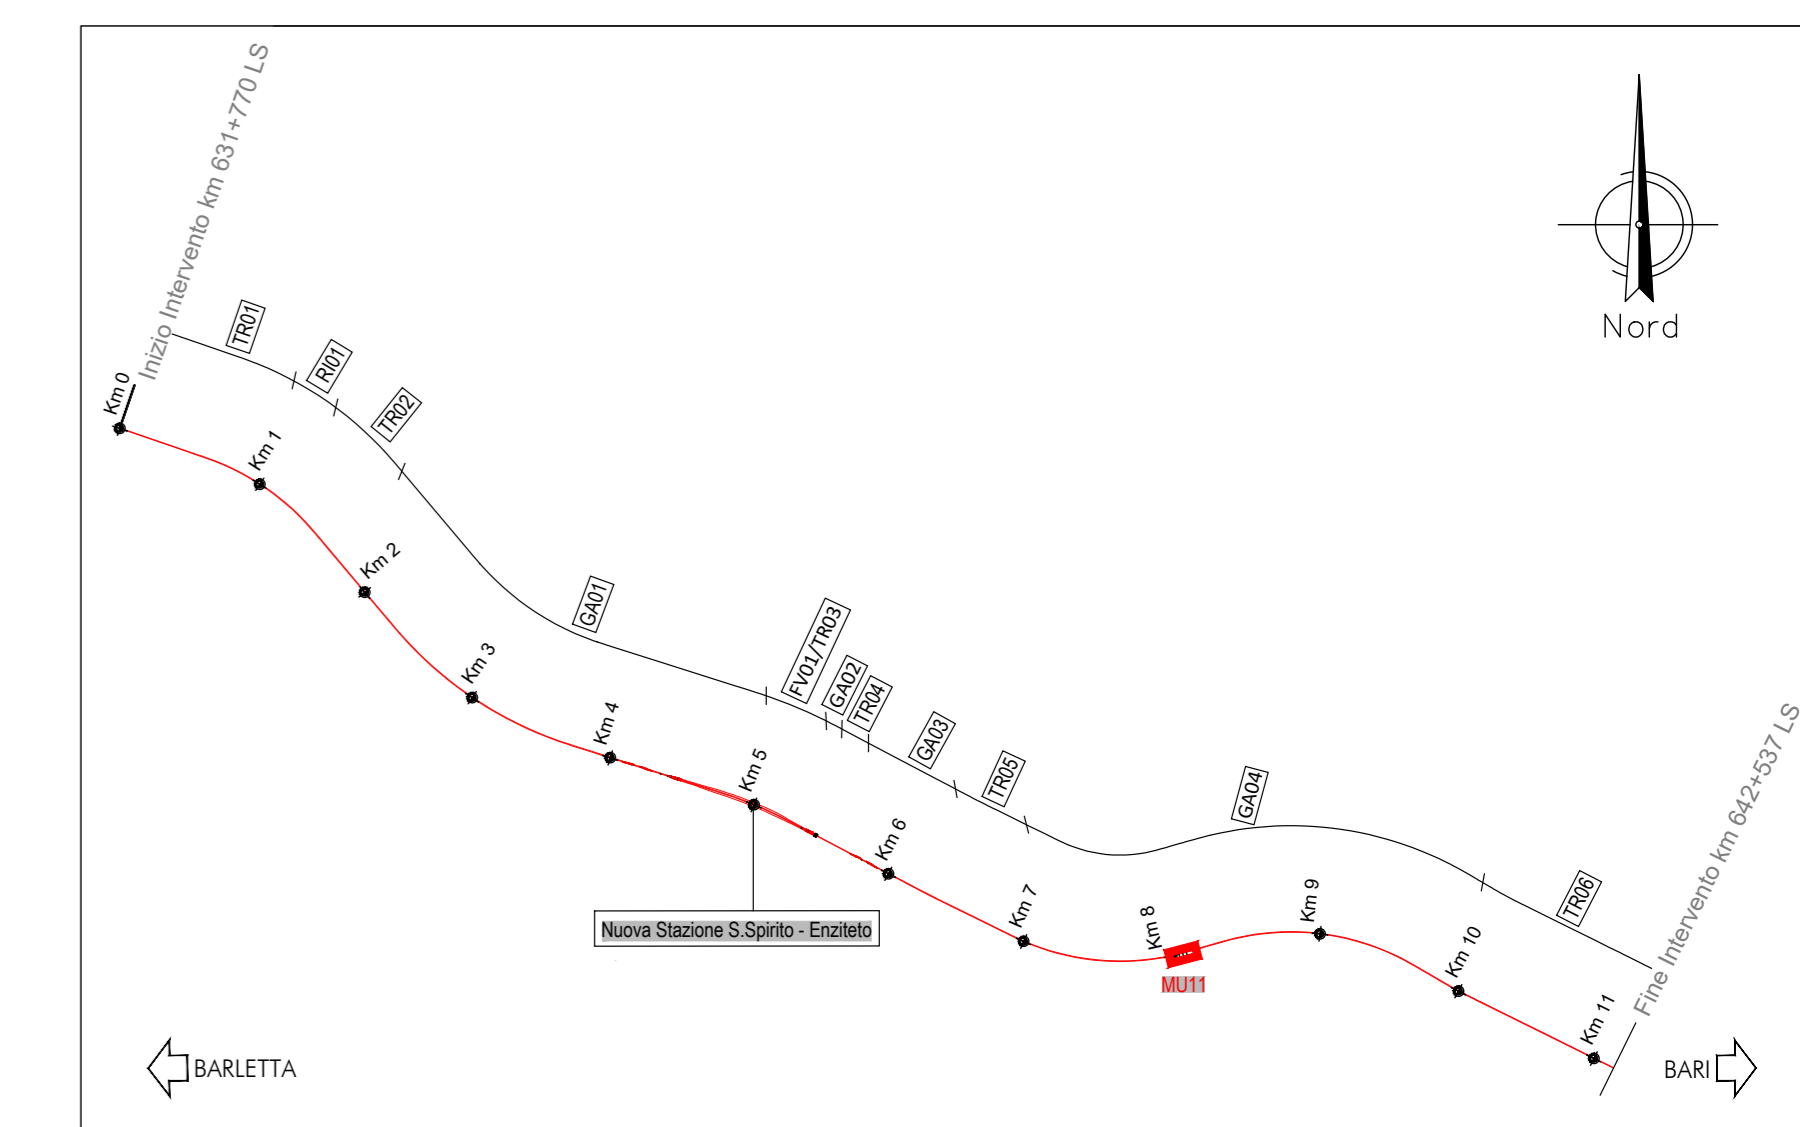 Inizio Intervento km 631+770 LS
Nord
TR01
RI01
TR02
Km 0
Km 1
Km 2
GA01
FV01/TR03
GA02
TR04
Km 3
Km 4
GA03
TR05
GA04
Km 5
Km 6
TR06
Fine Intervento km 642+537 LS
Nuova Stazione S.Spirito - Enziteto
Km 7
Km 8
Km 9
Km 10
MU11
Km 11
BARLETTA
BARI